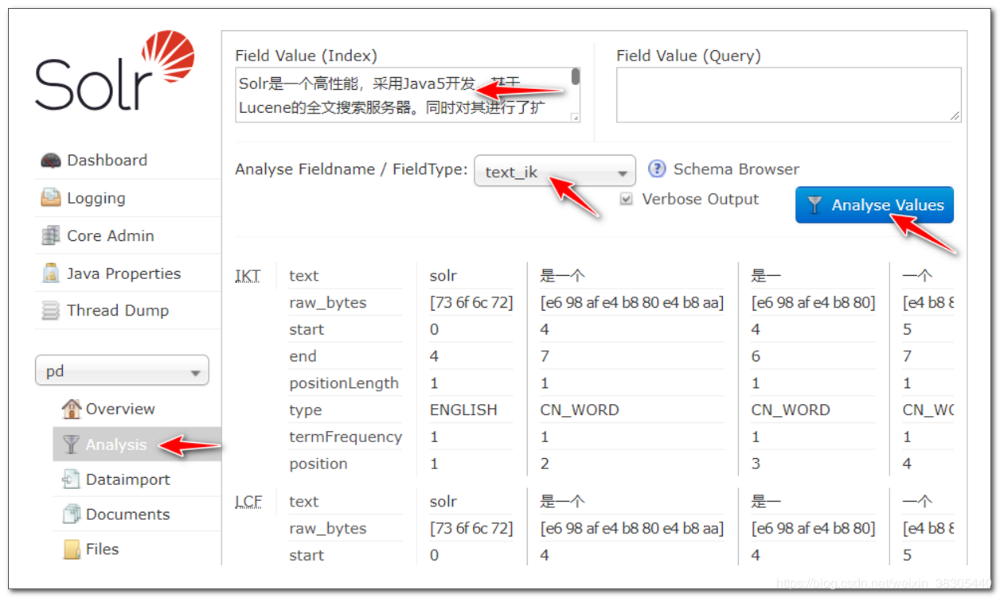 Solr
Dashboard
Logging
Core Admin
Java Properties
Thread Dump
pd
Overview
Analysis
Dataimport
Documents
Files
Field Value (Index)
Solr是一个高性能，采用Java5开发，基于
Lucene的全文搜索服务器。同时对其进行了扩
Field Value (Query)
Analyse Fieldname / FieldType: text_ik ? Schema Browser
Verbose Output
Analyse Values
IKT text solr 是一个 是一 一个
raw_bytes [73 6f 6c 72] [e6 98 af e4 b8 80 e4 b8 aa] [e6 98 af e4 b8 80] [e4 b8 8
start 0 4 4 5
end 4 7 6 7
positionLength 1 1 1 1
type ENGLISH CN_WORD CN_WORD CN_WO
termFrequency 1 1 1 1
position 1 2 3 4
LCF text solr 是一个 是一 一个
raw_bytes [73 6f 6c 72] [e6 98 af e4 b8 80 e4 b8 aa] [e6 98 af e4 b8 80] [e4 b8 8
start 0 4 4 5